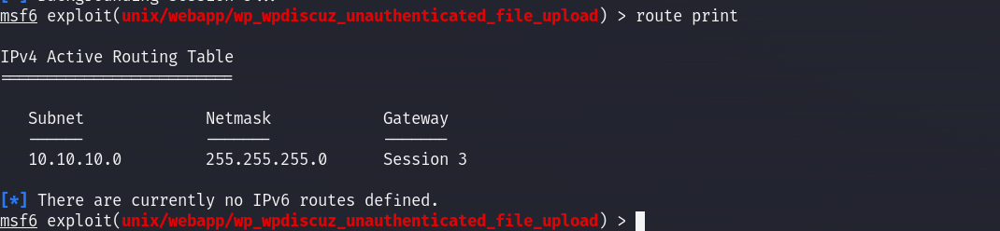 msf6 exploit(unix/webapp/wp_wpdiscuz_unauthenticated_file_upload) > route print
IPv4 Active Routing Table
=========================
Subnet Netmask Gateway
------ ------- -------
10.10.10.0 255.255.255.0 Session 3
[*] There are currently no IPv6 routes defined.
msf6 exploit(unix/webapp/wp_wpdiscuz_unauthenticated_file_upload) >